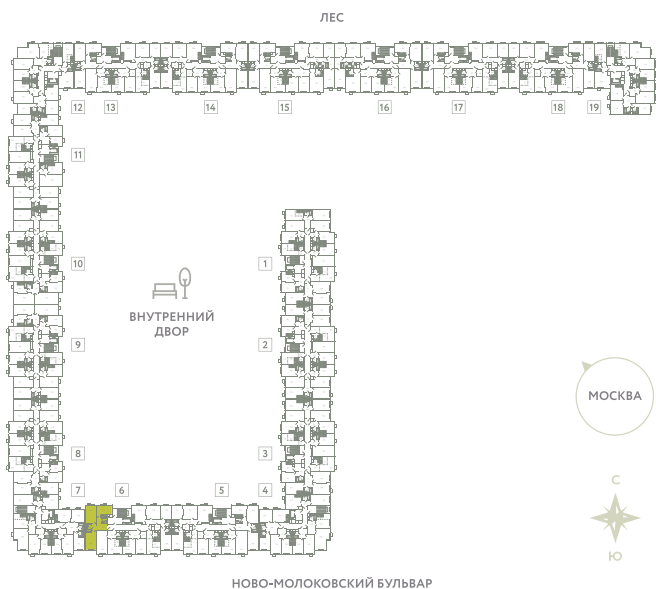 ЛЕС
12 13 14 15 16 17 18 19
11
10 1
ВНУТРЕННИЙ
ДВОР
9 2
МОСКВА
8 3
7 6 5 4
С
Ю
НОВО-МОЛОКОВСКИЙ БУЛЬВАР